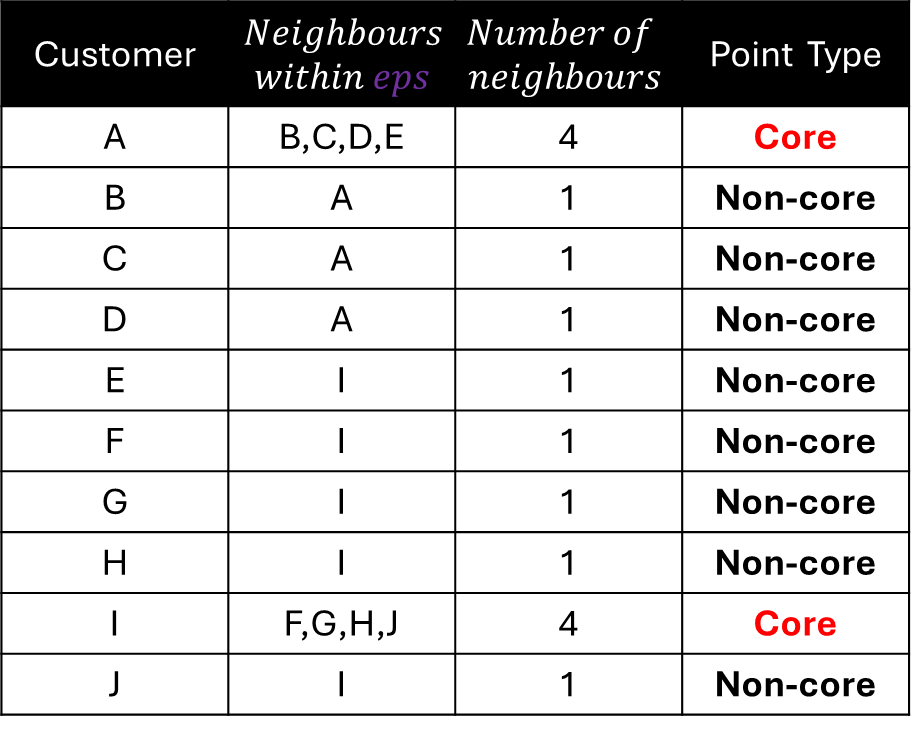 Customer Neighbours within eps Number of neighbours Point Type
A B,C,D,E 4 Core
B A 1 Non-core
C A 1 Non-core
D A 1 Non-core
E I 1 Non-core
F I 1 Non-core
G I 1 Non-core
H I 1 Non-core
I F,G,H,J 4 Core
J I 1 Non-core